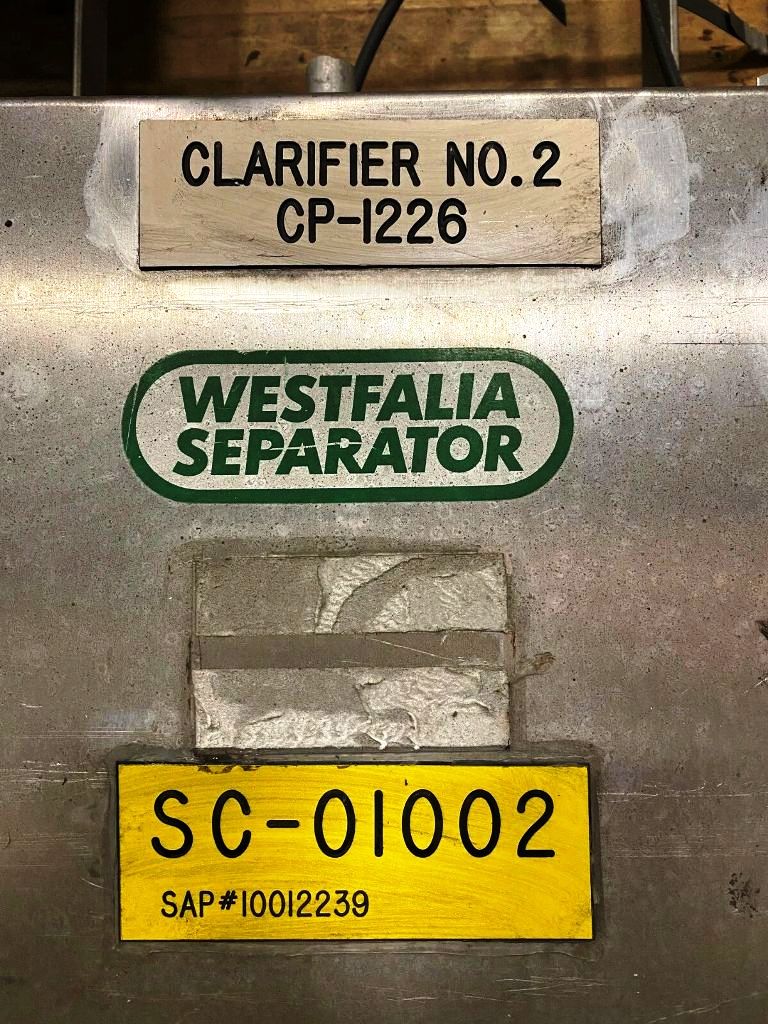 CLARIFIER NO.2
CP-1226
WESTFALIA
SEPARATOR
SC-01002
SAP#10012239